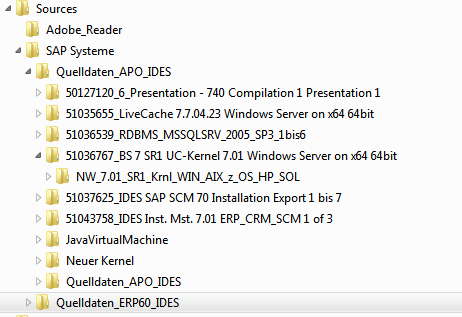 Sources
Adobe_Reader
SAP Systeme
Quelldaten_APO_IDES
50127120_6_Presentation - 740 Compilation 1 Presentation 1
51035655_LiveCache 7.7.04.23 Windows Server on x64 64bit
51036539_RDBMS_MSSQLSRV_2005_SP3_1bis6
51036767_BS 7 SR1 UC-Kernel 7.01 Windows Server on x64 64bit
NW_7.01_SR1_Krnl_WIN_AIX_z_OS_HP_SOL
51037625_IDES SAP SCM 70 Installation Export 1 bis 7
51043758_IDES Inst. Mst. 7.01 ERP_CRM_SCM 1 of 3
JavaVirtualMachine
Neuer Kernel
Quelldaten_APO_IDES
Quelldaten_ERP60_IDES